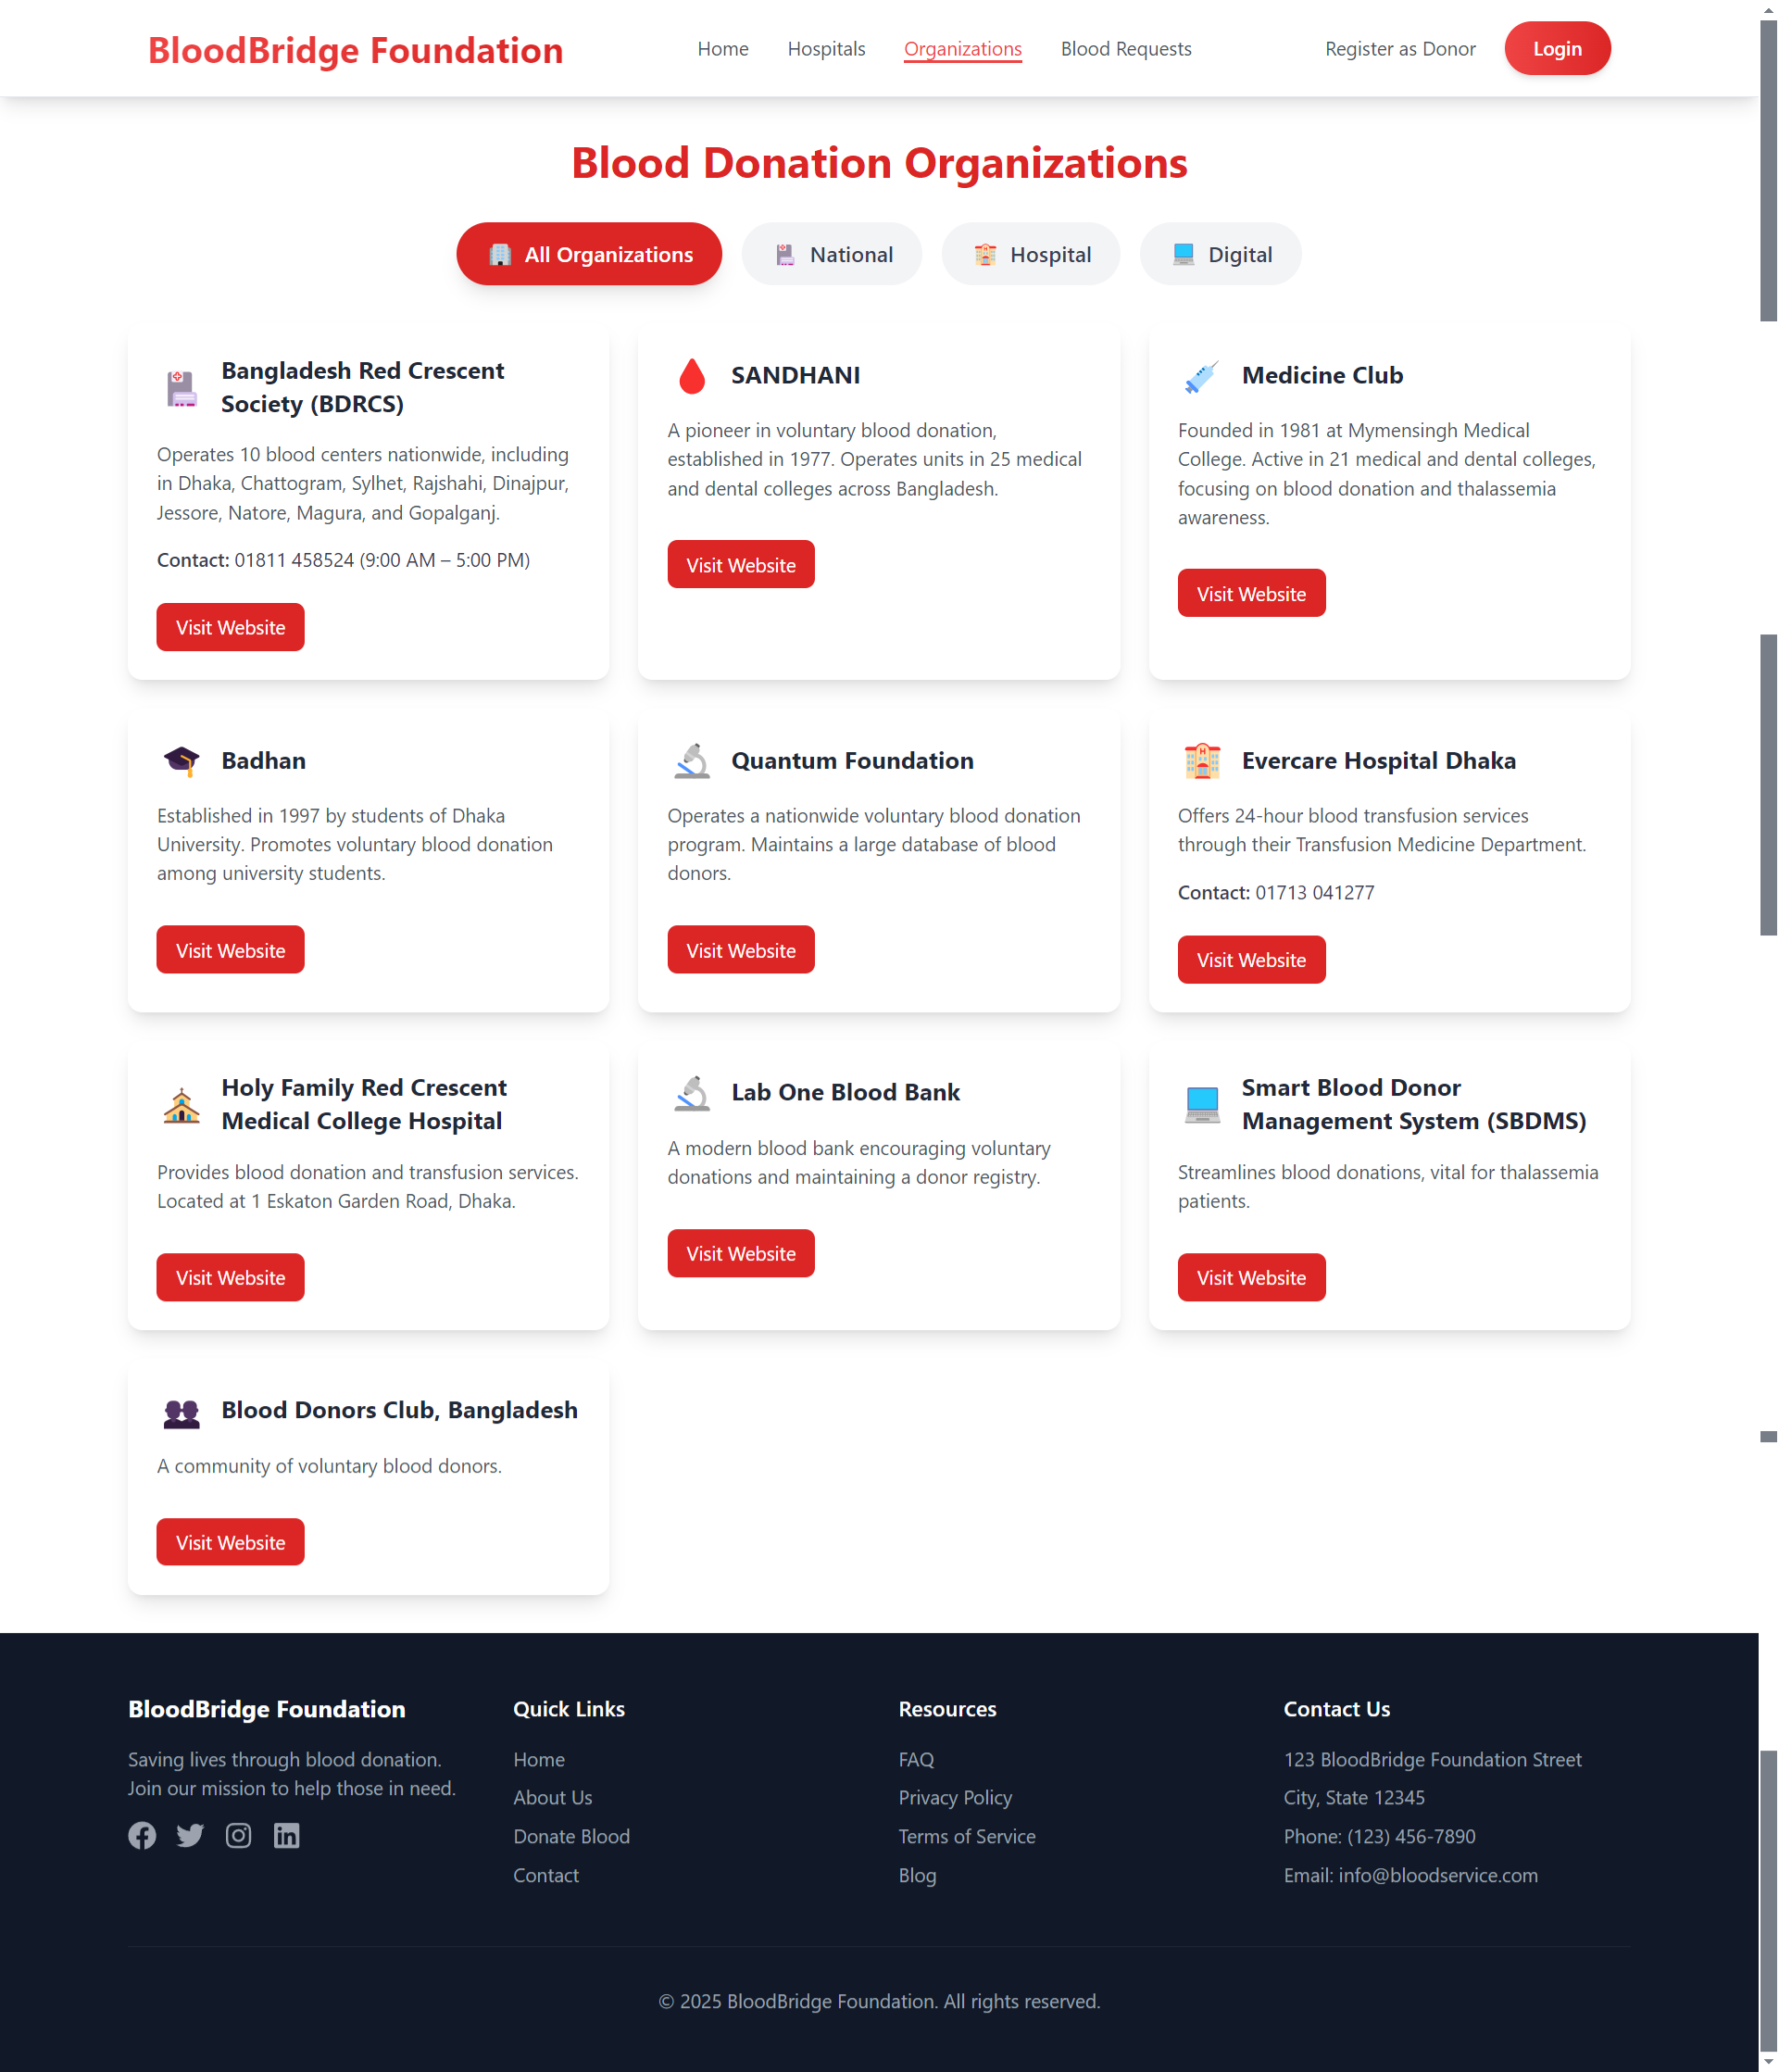 BloodBridge Foundation
Home
Hospitals
Organizations
Blood Requests
Register as Donor
Login
Blood Donation Organizations
All Organizations
National
Hospital
Digital
Bangladesh Red Crescent
Society (BDRCS)
Operates 10 blood centers nationwide, including
in Dhaka, Chattogram, Sylhet, Rajshahi, Dinajpur,
Jessore, Natore, Magura, and Gopalganj.
Contact: 01811 458524 (9:00 AM – 5:00 PM)
Visit Website
SANDHANI
A pioneer in voluntary blood donation,
established in 1977. Operates units in 25 medical
and dental colleges across Bangladesh.
Visit Website
Medicine Club
Founded in 1981 at Mymensingh Medical
College. Active in 21 medical and dental colleges,
focusing on blood donation and thalassemia
awareness.
Visit Website
Badhan
Established in 1997 by students of Dhaka
University. Promotes voluntary blood donation
among university students.
Visit Website
Quantum Foundation
Operates a nationwide voluntary blood donation
program. Maintains a large database of blood
donors.
Visit Website
Evercare Hospital Dhaka
Offers 24-hour blood transfusion services
through their Transfusion Medicine Department.
Contact: 01713 041277
Visit Website
Holy Family Red Crescent
Medical College Hospital
Provides blood donation and transfusion services.
Located at 1 Eskaton Garden Road, Dhaka.
Visit Website
Lab One Blood Bank
A modern blood bank encouraging voluntary
donations and maintaining a donor registry.
Visit Website
Smart Blood Donor
Management System (SBDMS)
Streamlines blood donations, vital for thalassemia
patients.
Visit Website
Blood Donors Club, Bangladesh
A community of voluntary blood donors.
Visit Website
BloodBridge Foundation
Saving lives through blood donation.
Join our mission to help those in need.
Quick Links
Home
About Us
Donate Blood
Contact
Resources
FAQ
Privacy Policy
Terms of Service
Blog
Contact Us
123 BloodBridge Foundation Street
City, State 12345
Phone: (123) 456-7890
Email: info@bloodservice.com
© 2025 BloodBridge Foundation. All rights reserved.